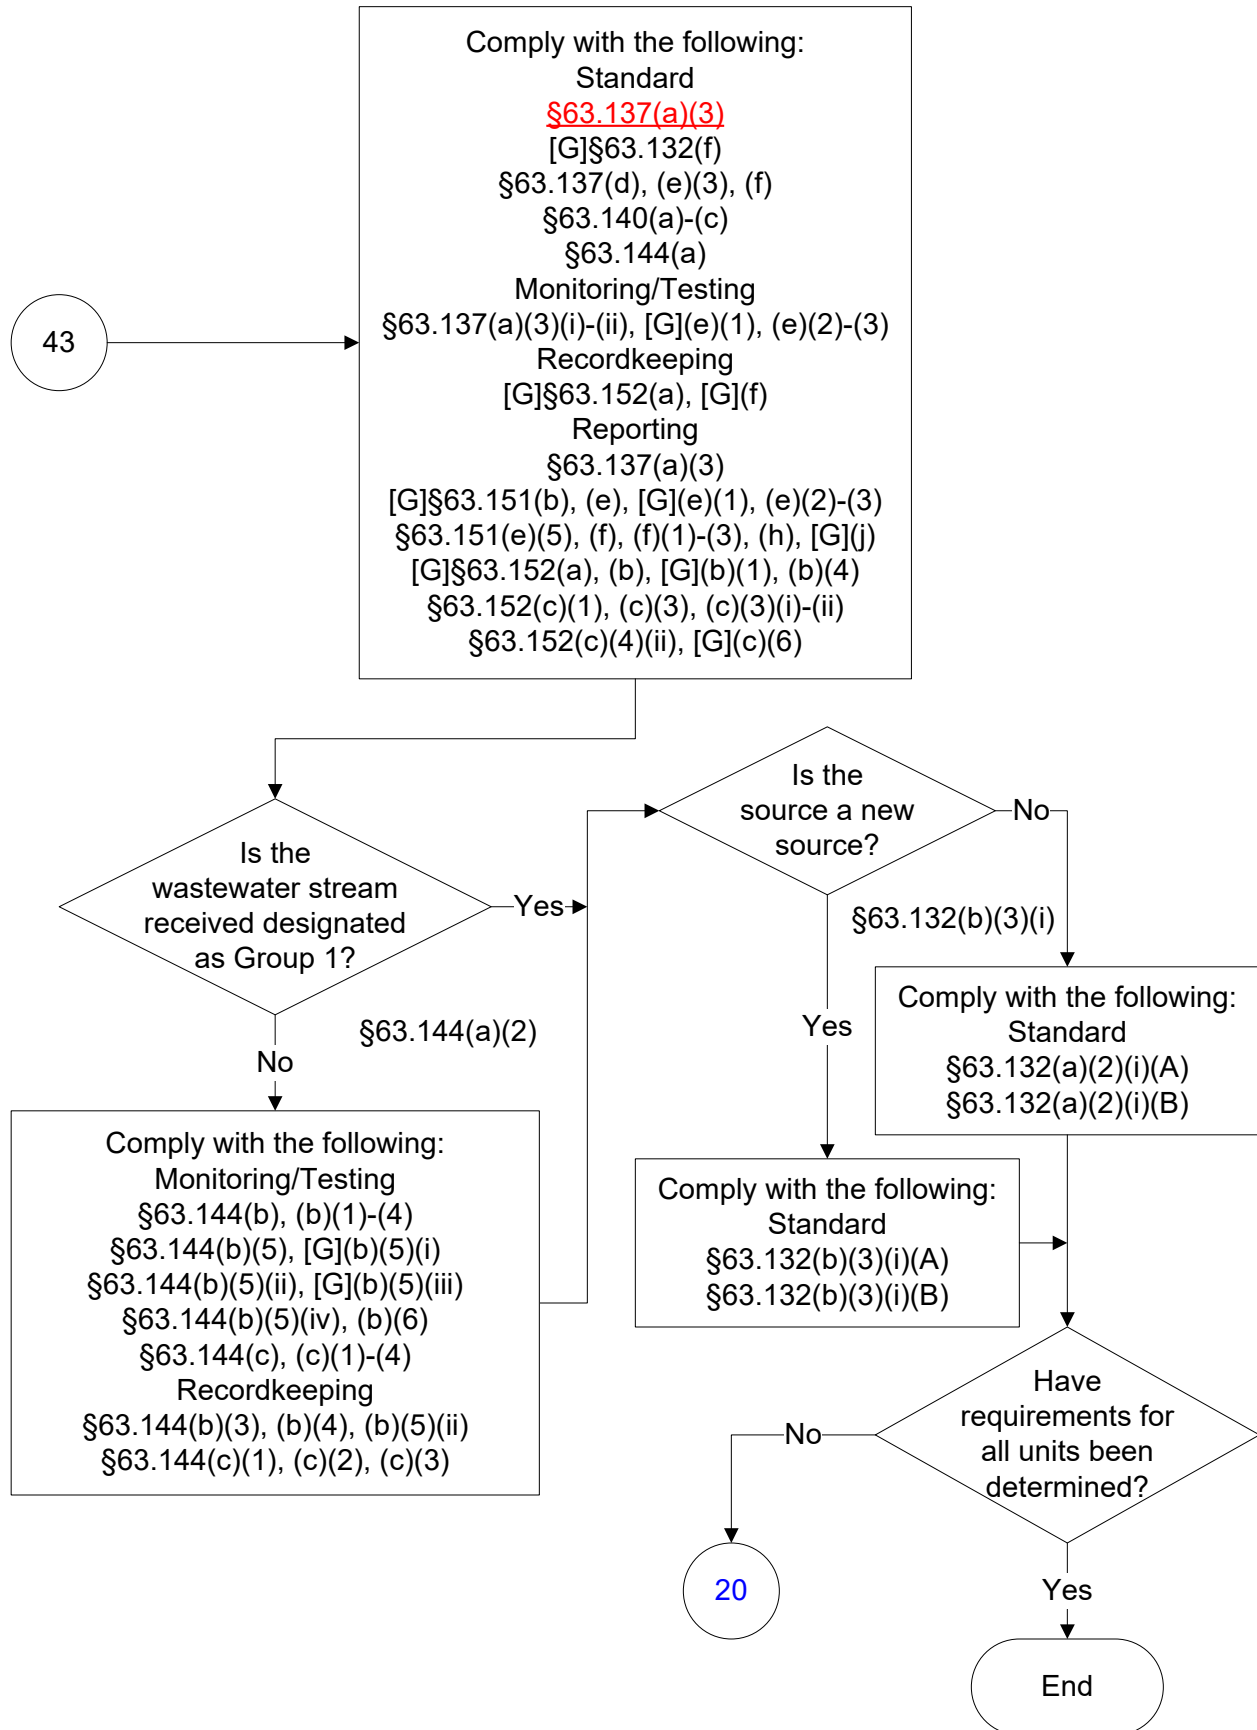 Comply with the following:
Standard
§63.137(a)(3)
[G]§63.132(f)
§63.137(d), (e)(3), (f)
§63.140(a)-(c)
§63.144(a)
Monitoring/Testing
§63.137(a)(3)(i)-(ii), [G](e)(1), (e)(2)-(3)
Recordkeeping
[G]§63.152(a), [G](f)
Reporting
§63.137(a)(3)
[G]§63.151(b), (e), [G](e)(1), (e)(2)-(3)
§63.151(e)(5), (f), (f)(1)-(3), (h), [G](j)
[G]§63.152(a), (b), [G](b)(1), (b)(4)
§63.152(c)(1), (c)(3), (c)(3)(i)-(ii)
§63.152(c)(4)(ii), [G](c)(6)
43
Is the
wastewater stream
received designated
as Group 1?
Yes
No
§63.144(a)(2)
Comply with the following:
Monitoring/Testing
§63.144(b), (b)(1)-(4)
§63.144(b)(5), [G](b)(5)(i)
§63.144(b)(5)(ii), [G](b)(5)(iii)
§63.144(b)(5)(iv), (b)(6)
§63.144(c), (c)(1)-(4)
Recordkeeping
§63.144(b)(3), (b)(4), (b)(5)(ii)
§63.144(c)(1), (c)(2), (c)(3)
Is the
source a new
source?
No
§63.132(b)(3)(i)
Yes
Comply with the following:
Standard
§63.132(a)(2)(i)(A)
§63.132(a)(2)(i)(B)
Comply with the following:
Standard
§63.132(b)(3)(i)(A)
§63.132(b)(3)(i)(B)
Have
requirements for
all units been
determined?
No
20
Yes
End